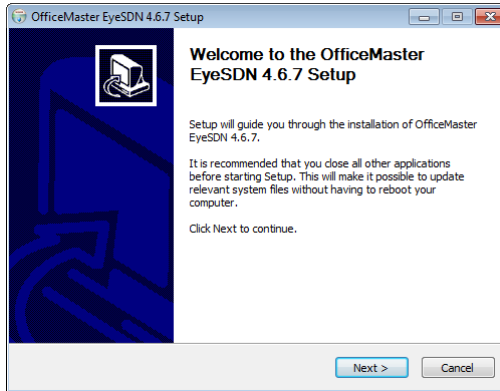 OfficeMaster EyeSDN 4.6.7 Setup
Welcome to the OfficeMaster
EyeSDN 4.6.7 Setup
Setup will guide you through the installation of OfficeMaster
EyeSDN 4.6.7.
It is recommended that you close all other applications
before starting Setup. This will make it possible to update
relevant system files without having to reboot your
computer.
Click Next to continue.
Next >
Cancel